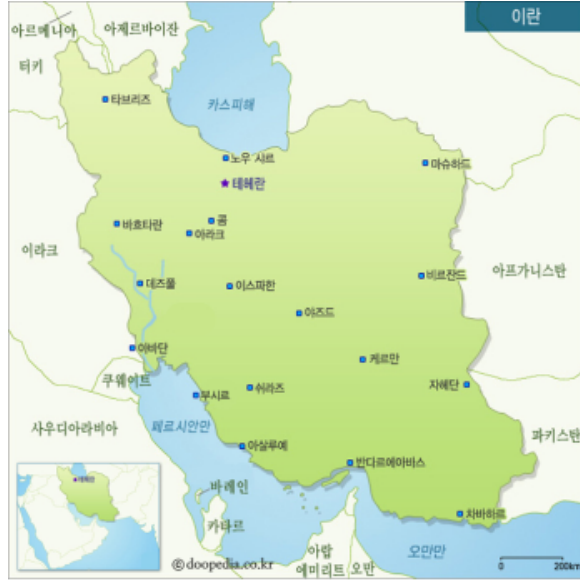 이란
아르메니아
아제르바이잔
터키
타브리즈
카스피해
노우 시르
마슈하드
테헤란
바흐타란
콤
아라크
이라크
데즈풀
이스파한
비르잔드
아프가니스탄
야즈드
아바단
케르만
쿠웨이트
부시르
쉬라즈
자헤단
사우디아라비아
페르시안만
아살루예
파키스탄
반다르에아바스
테헤란
바레인
카타르
차바하르
아랍
에미리트
오만
오만만
0
200km
©doopedia.co.kr